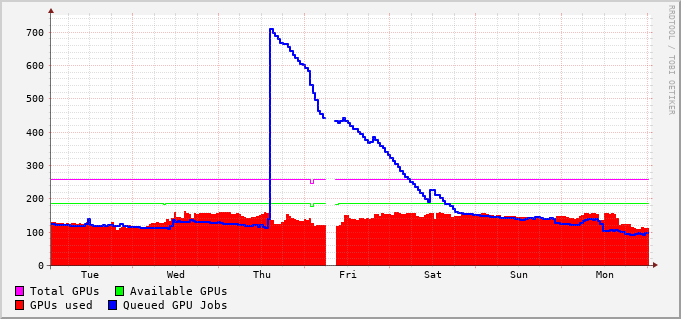 RRDTOOL / TOBI OETIKER
700
600
500
400
300
200
100
0
Tue Wed Thu Fri Sat Sun Mon
Total GPUs Available GPUs
GPUs used Queued GPU Jobs